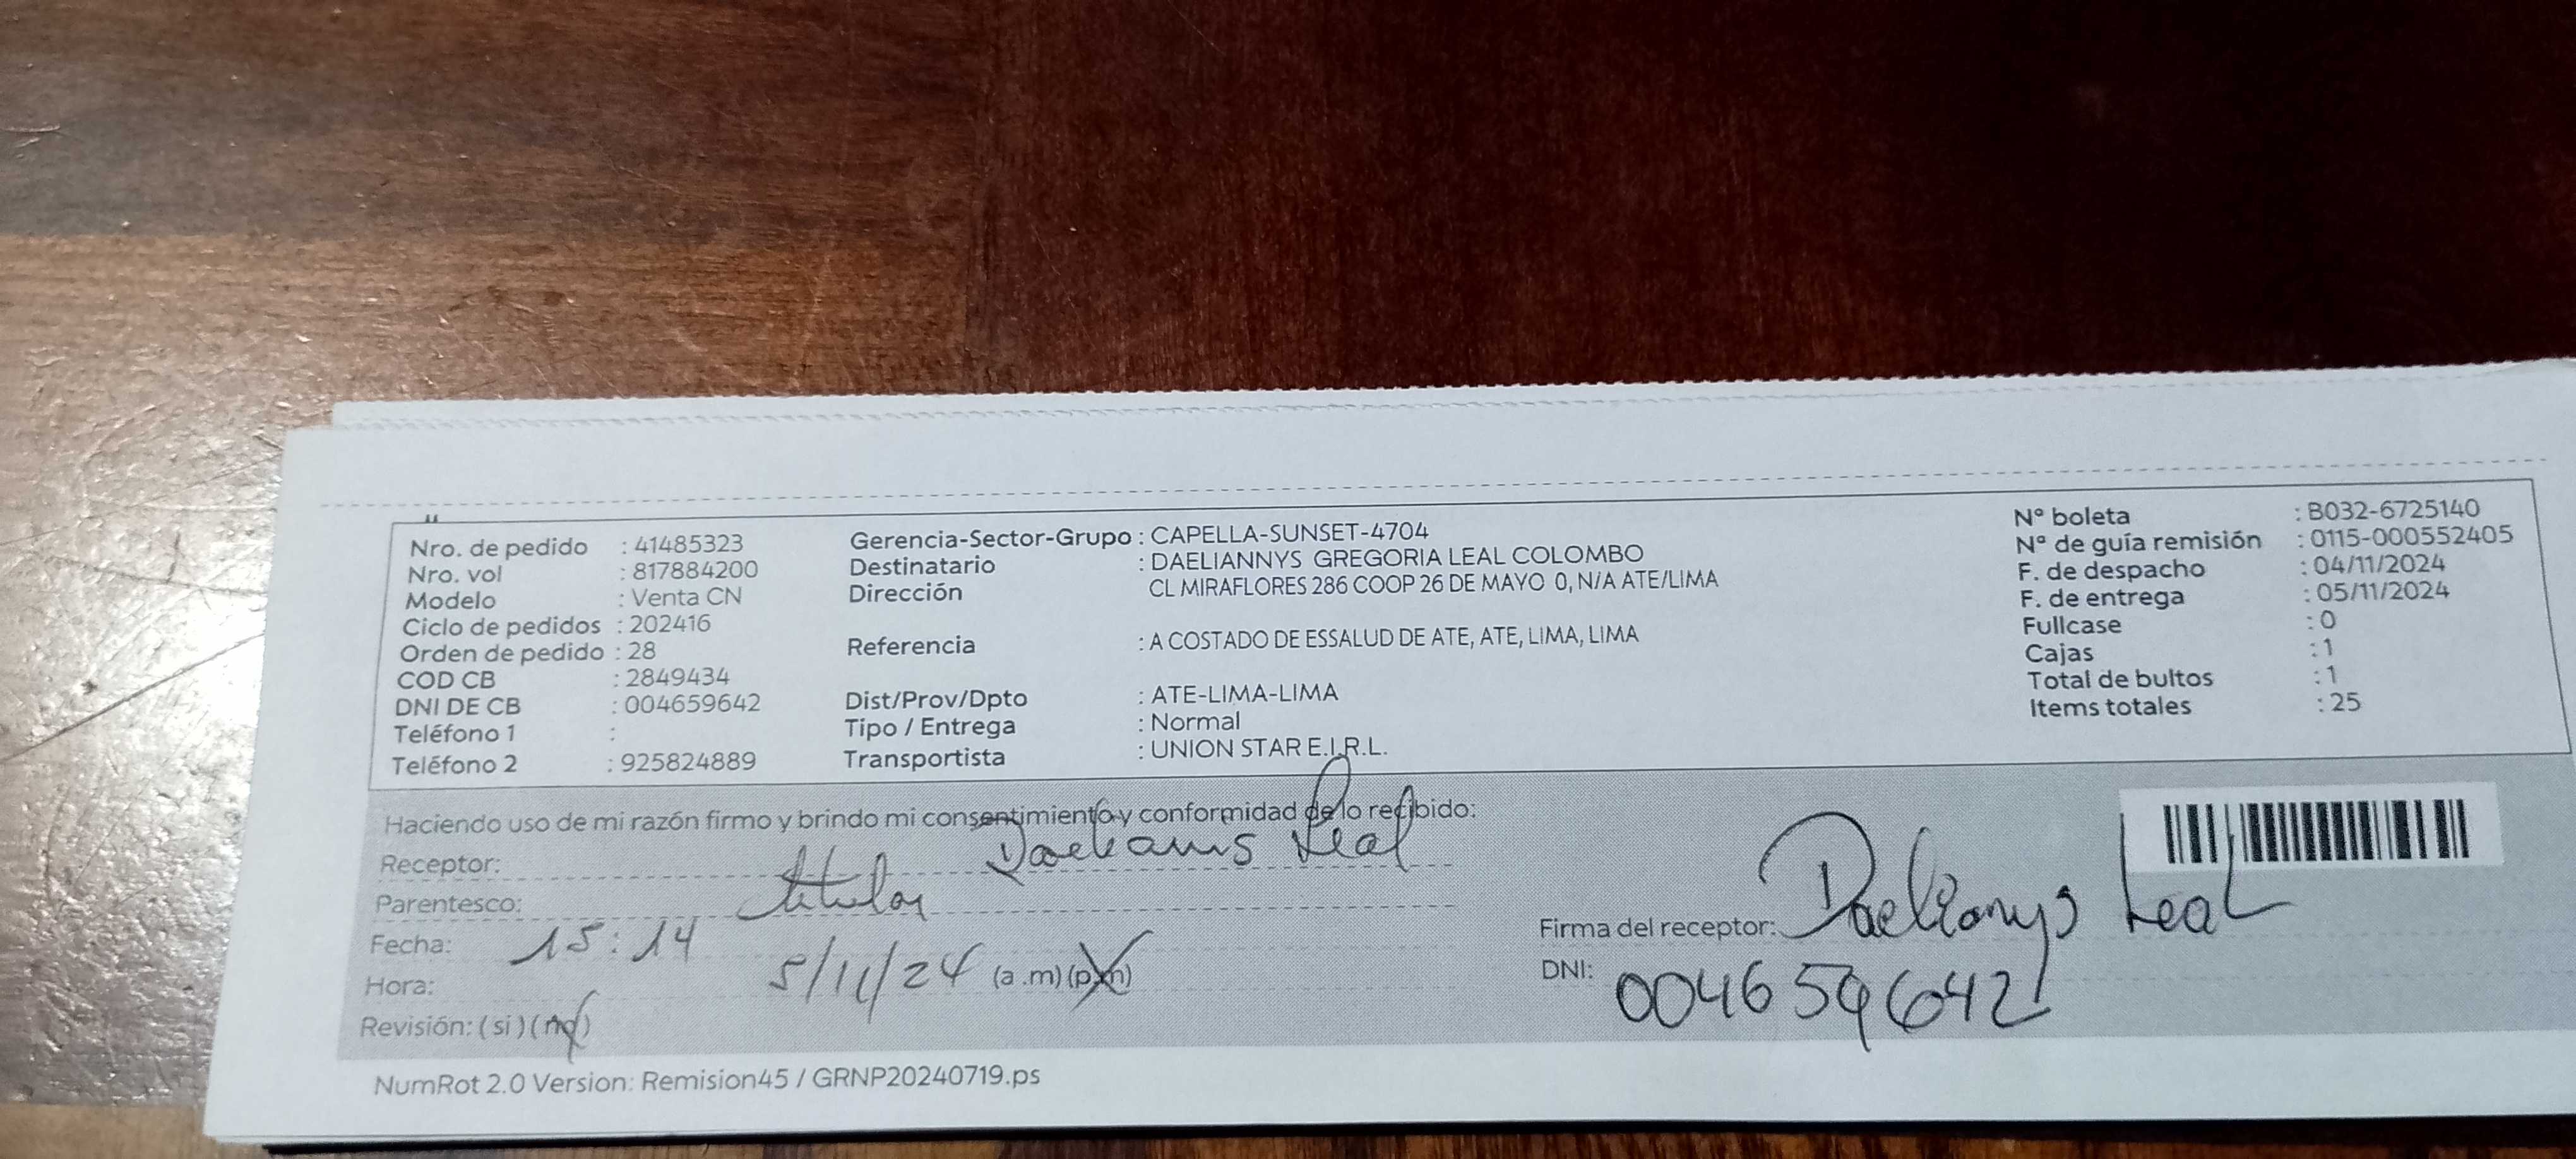 Nro. de pedido : 41485323
Nro. vol : 817884200
Modelo : Venta CN
Ciclo de pedidos : 202416
Orden de pedido : 28
COD CB : 2849434
DNI DE CB : 004659642
Teléfono 1 :
Teléfono 2 : 925824889
Gerencia-Sector-Grupo : CAPELLA-SUNSET-4704
Destinatario : DAELIANNYS GREGORIA LEAL COLOMBO
Dirección CL MIRAFLORES 286 COOP 26 DE MAYO 0, N/A ATE/LIMA
Referencia : A COSTADO DE ESSALUD DE ATE, ATE, LIMA, LIMA
Dist/Prov/Dpto : ATE-LIMA-LIMA
Tipo / Entrega : Normal
Transportista : UNION STAR E.I.R.L.
N° boleta : B032-6725140
N° de guía remisión : 0115-000552405
F. de despacho : 04/11/2024
F. de entrega : 05/11/2024
Fullcase : 0
Cajas : 1
Total de bultos : 1
Items totales : 25
Haciendo uso de mi razón firmo y brindo mi consentimiento y conformidad de lo recibido:
Receptor: Daelianis Leal
Parentesco: titular
Fecha: 15:14
Hora: 5/11/24 (a.m) (p.m)
Revisión: (si) (no)
Firma del receptor: Daelianys Leal
DNI: 004659642
NumRot 2.0 Version: Remision45 / GRNP20240719.ps